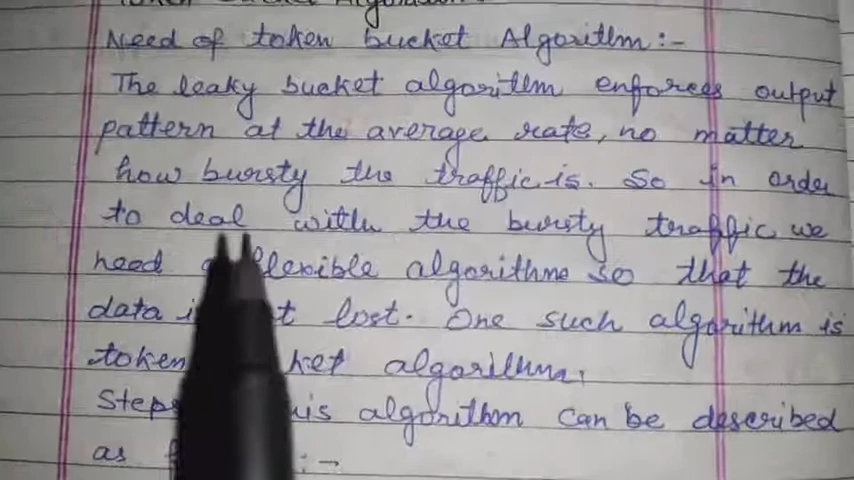 Need of token bucket Algorithm:-
The leaky bucket algorithm enforces output
pattern at the average rate, no matter
how bursty the traffic is. So in order
to deal with the bursty traffic we
need flexible algorithm so that the
data lost. One such algorithm is
token algorithm.
Steps algorithm can be described
as :-